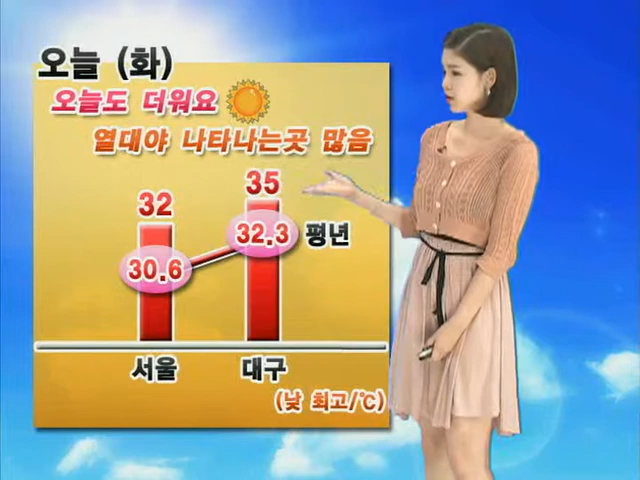 오늘 (화)
오늘도 더워요
열대야 나타나는곳 많음
35
32
32.3 평년
30.6
서울 대구
(낮 최고/℃)